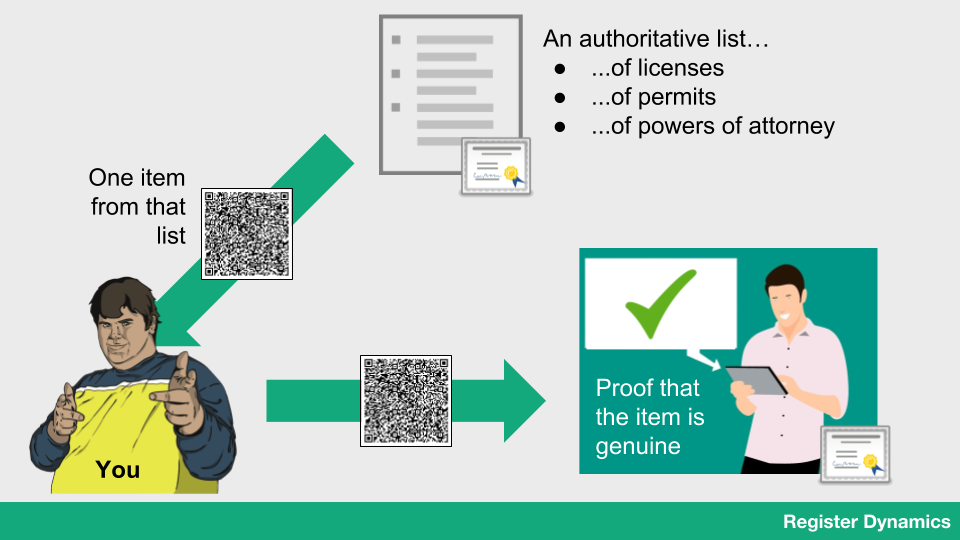 An authoritative list…
● ...of licenses
● ...of permits
● ...of powers of attorney
One item
from that
list
You
Proof that
the item is
genuine
Register Dynamics